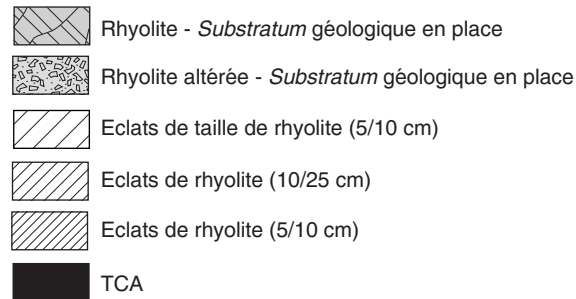 Rhyolite - Substratum géologique en place
Rhyolite altérée - Substratum géologique en place
Eclats de taille de rhyolite (5/10 cm)
Eclats de rhyolite (10/25 cm)
Eclats de rhyolite (5/10 cm)
TCA